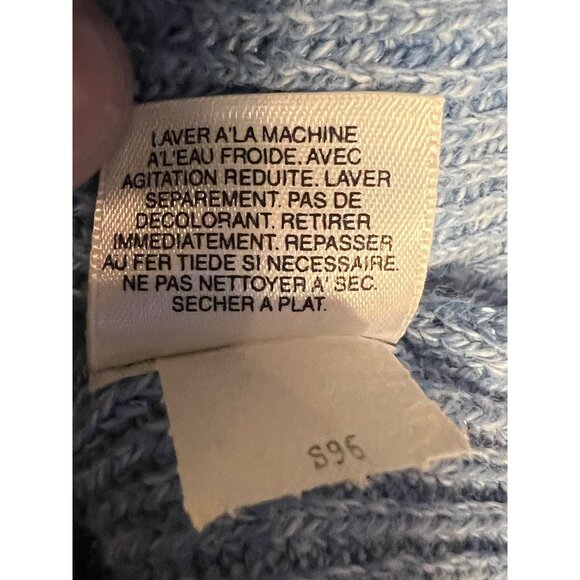 LAVER A'LA MACHINE
A'L'EAU FROIDE. AVEC
AGITATION REDUITE. LAVER
SEPAREMENT. PAS DE
DECOLORANT. RETIRER
IMMEDIATEMENT. REPASSER
AU FER TIEDE SI NECESSAIRE.
NE PAS NETTOYER A' SEC.
SECHER A PLAT.
S96